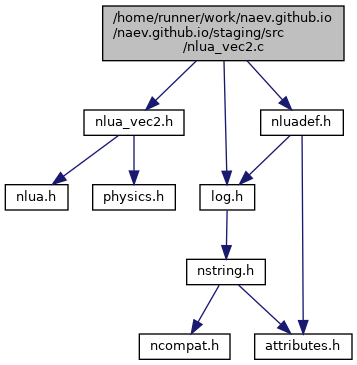 /home/runner/work/naev.github.io
/naev.github.io/staging/src
/nlua_vec2.c
nlua_vec2.h
nluadef.h
nlua.h
physics.h
log.h
nstring.h
ncompat.h
attributes.h